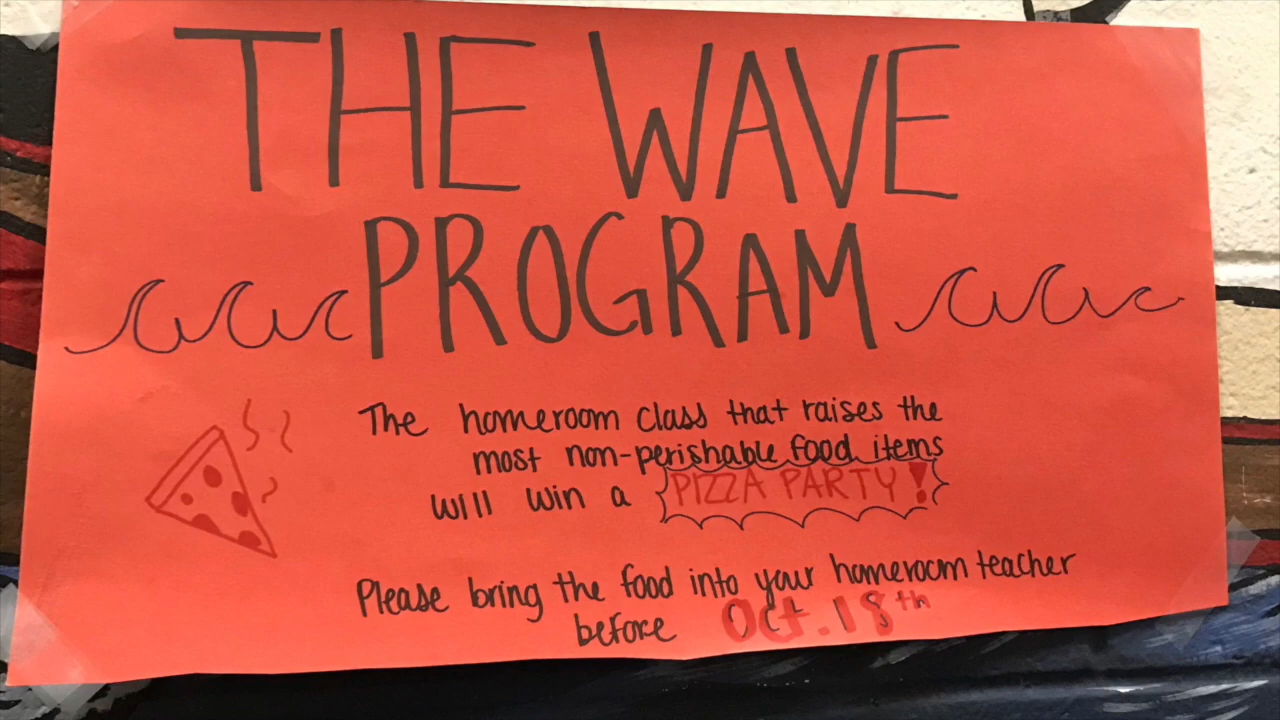 THE WAVE
PROGRAM
The homeroom class that raises the
most non-perishable food items
will win a PIZZA PARTY!
Please bring the food into your homeroom teacher
before Oct. 18th